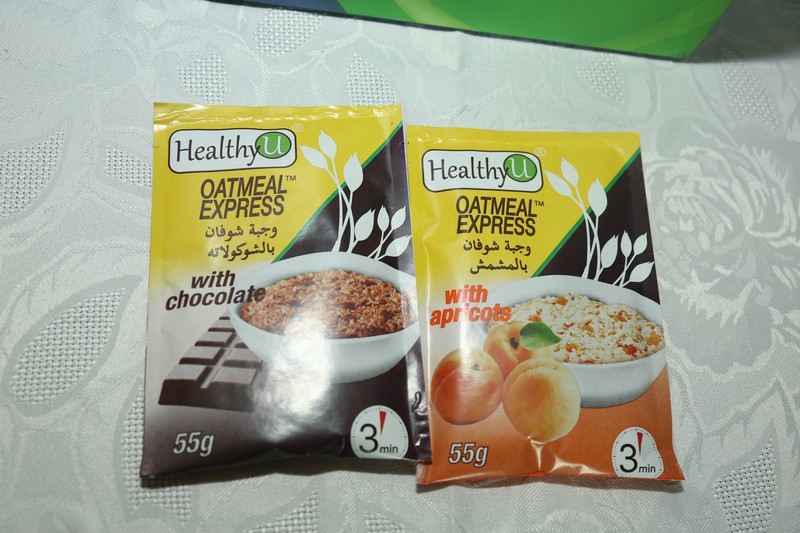 HealthyU®
OATMEAL™
EXPRESS
وجبة شوفان
بالشوكولاته
with
chocolate
55g
3 min
HealthyU®
OATMEAL™
EXPRESS
وجبة شوفان
بالمشمش
with
apricots
55g
3 min